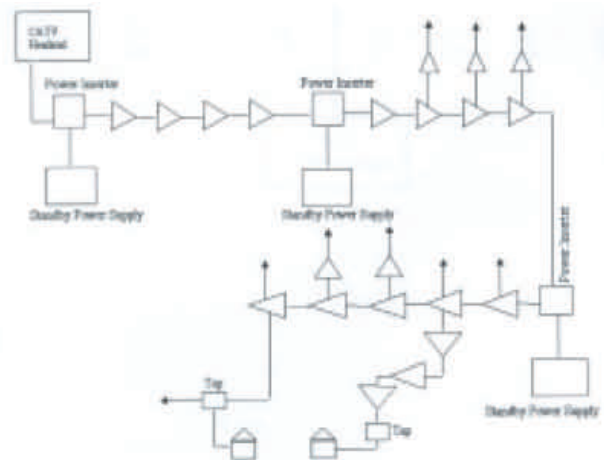 CATV
Headend
Power Inserter
Power Inserter
Standby Power Supply
Standby Power Supply
Power Inserter
Tap
Tap
Standby Power Supply